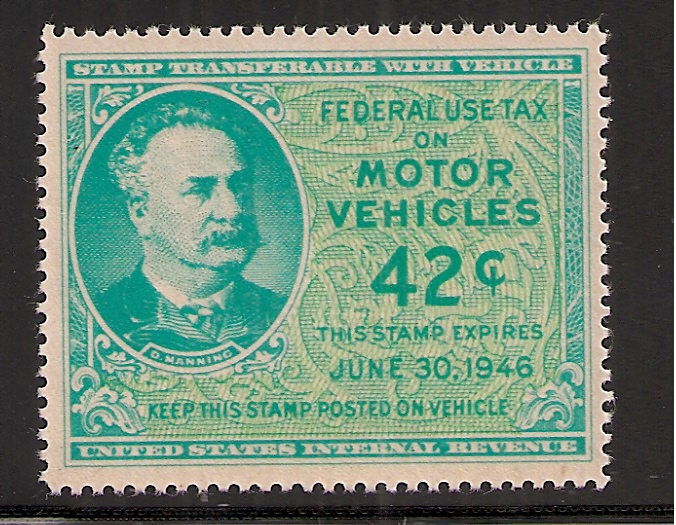 STAMP TRANSFERABLE WITH VEHICLE
FEDERAL USE TAX
ON
MOTOR
VEHICLES
42¢
THIS STAMP EXPIRES
JUNE 30, 1946
D. MANNING
KEEP THIS STAMP POSTED ON VEHICLE
UNITED STATES INTERNAL REVENUE